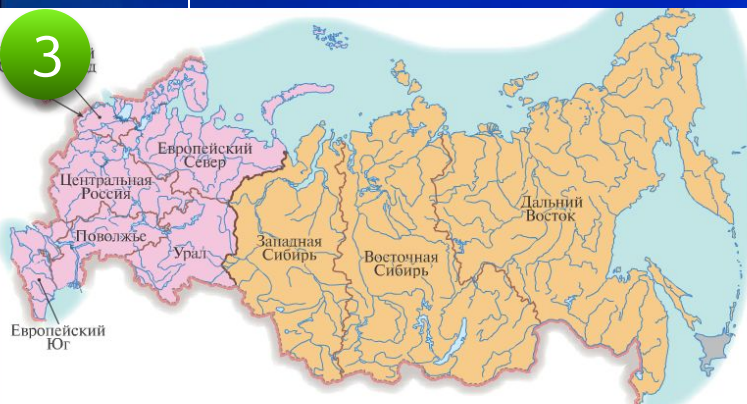 3
Европейский
Север
Центральная
Россия
Поволжье
Урал
Западная
Сибирь
Восточная
Сибирь
Дальний
Восток
Европейский
Юг